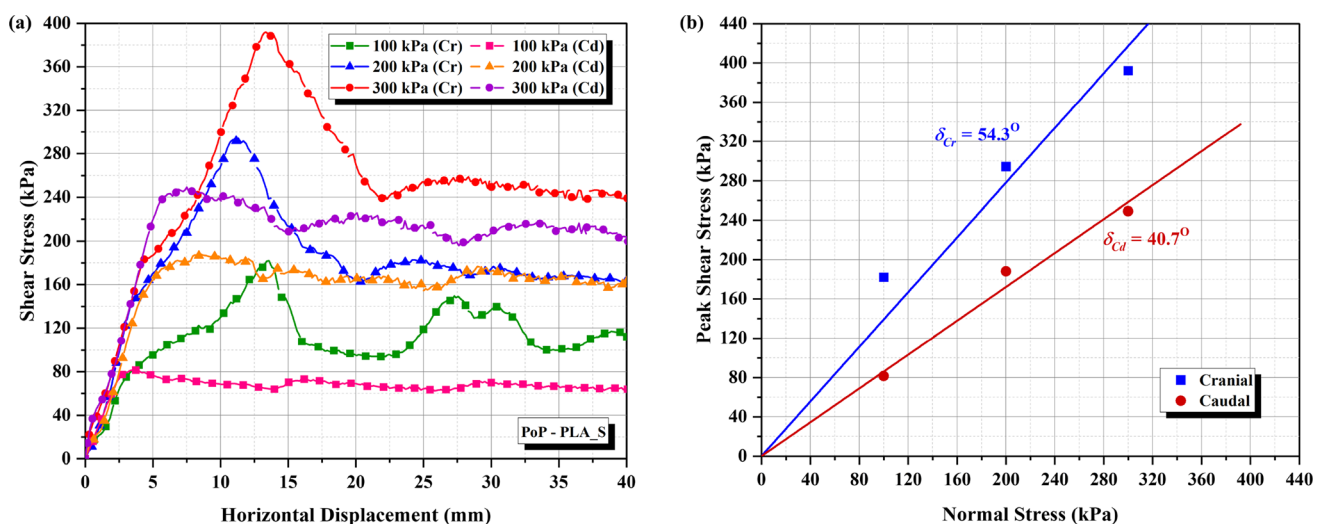 (a)
400
360
320
280
240
200
160
120
80
40
0
Shear Stress (kPa)
100 kPa (Cr) 100 kPa (Cd)
200 kPa (Cr) 200 kPa (Cd)
300 kPa (Cr) 300 kPa (Cd)
PoP - PLA_S
0 5 10 15 20 25 30 35 40
Horizontal Displacement (mm)
(b)
440
400
360
320
280
240
200
160
120
80
40
0
Peak Shear Stress (kPa)
δCr = 54.3O
δCd = 40.7O
Cranial
Caudal
0 40 80 120 160 200 240 280 320 360 400 440
Normal Stress (kPa)